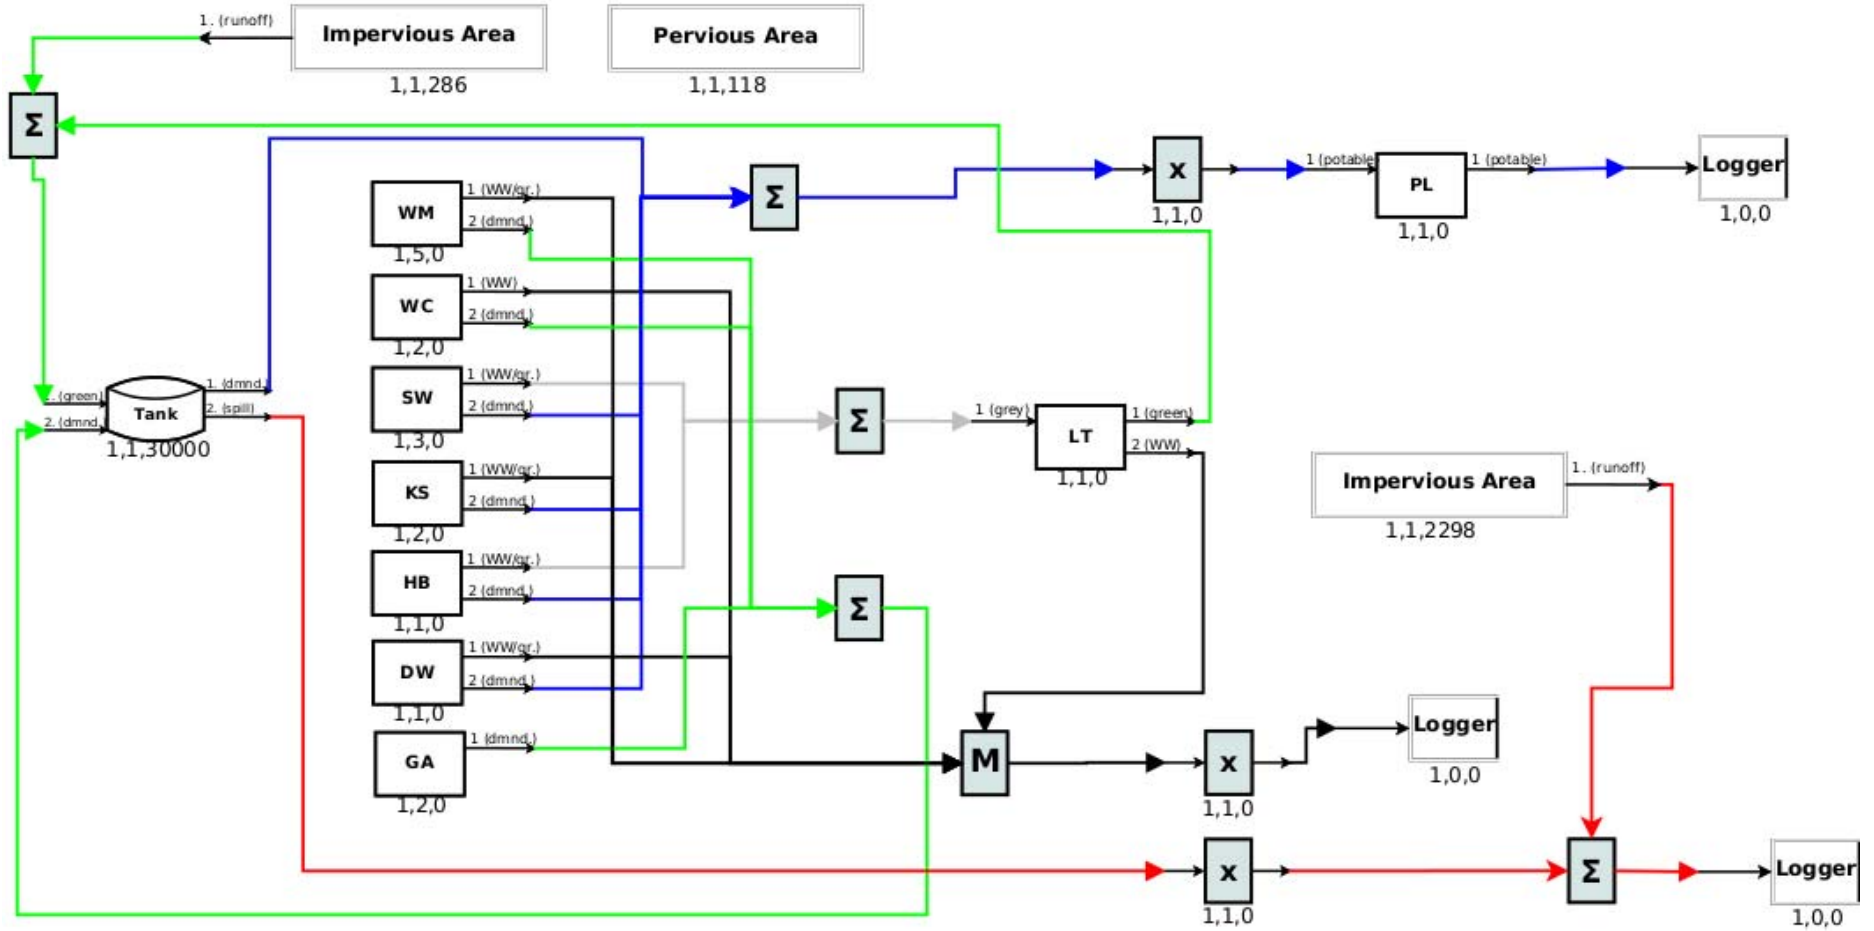 1. (runoff)
Impervious Area
1,1,286
Pervious Area
1,1,118
Σ
WM
1 (WW/gr.)
2 (dmnd.)
1,5,0
Σ
x
1,1,0
1 (potable
PL
1 (potable)
1,1,0
Logger
1,0,0
WC
1 (WW)
2 (dmnd.)
1,2,0
1. (green)
2. (dmnd.
Tank
1. (dmnd.)
2. (spill)
1,1,30000
SW
1 (WW/gr.)
2 (dmnd.)
1,3,0
Σ
1 (grey)
LT
1 (green)
2 (WW)
1,1,0
KS
1 (WW/gr.)
2 (dmnd.)
1,2,0
Impervious Area
1. (runoff)
1,1,2298
HB
1 (WW/gr.)
2 (dmnd.)
1,1,0
Σ
DW
1 (WW/gr.)
2 (dmnd.)
1,1,0
GA
1 (dmnd.)
1,2,0
M
x
1,1,0
Logger
1,0,0
x
1,1,0
Σ
Logger
1,0,0